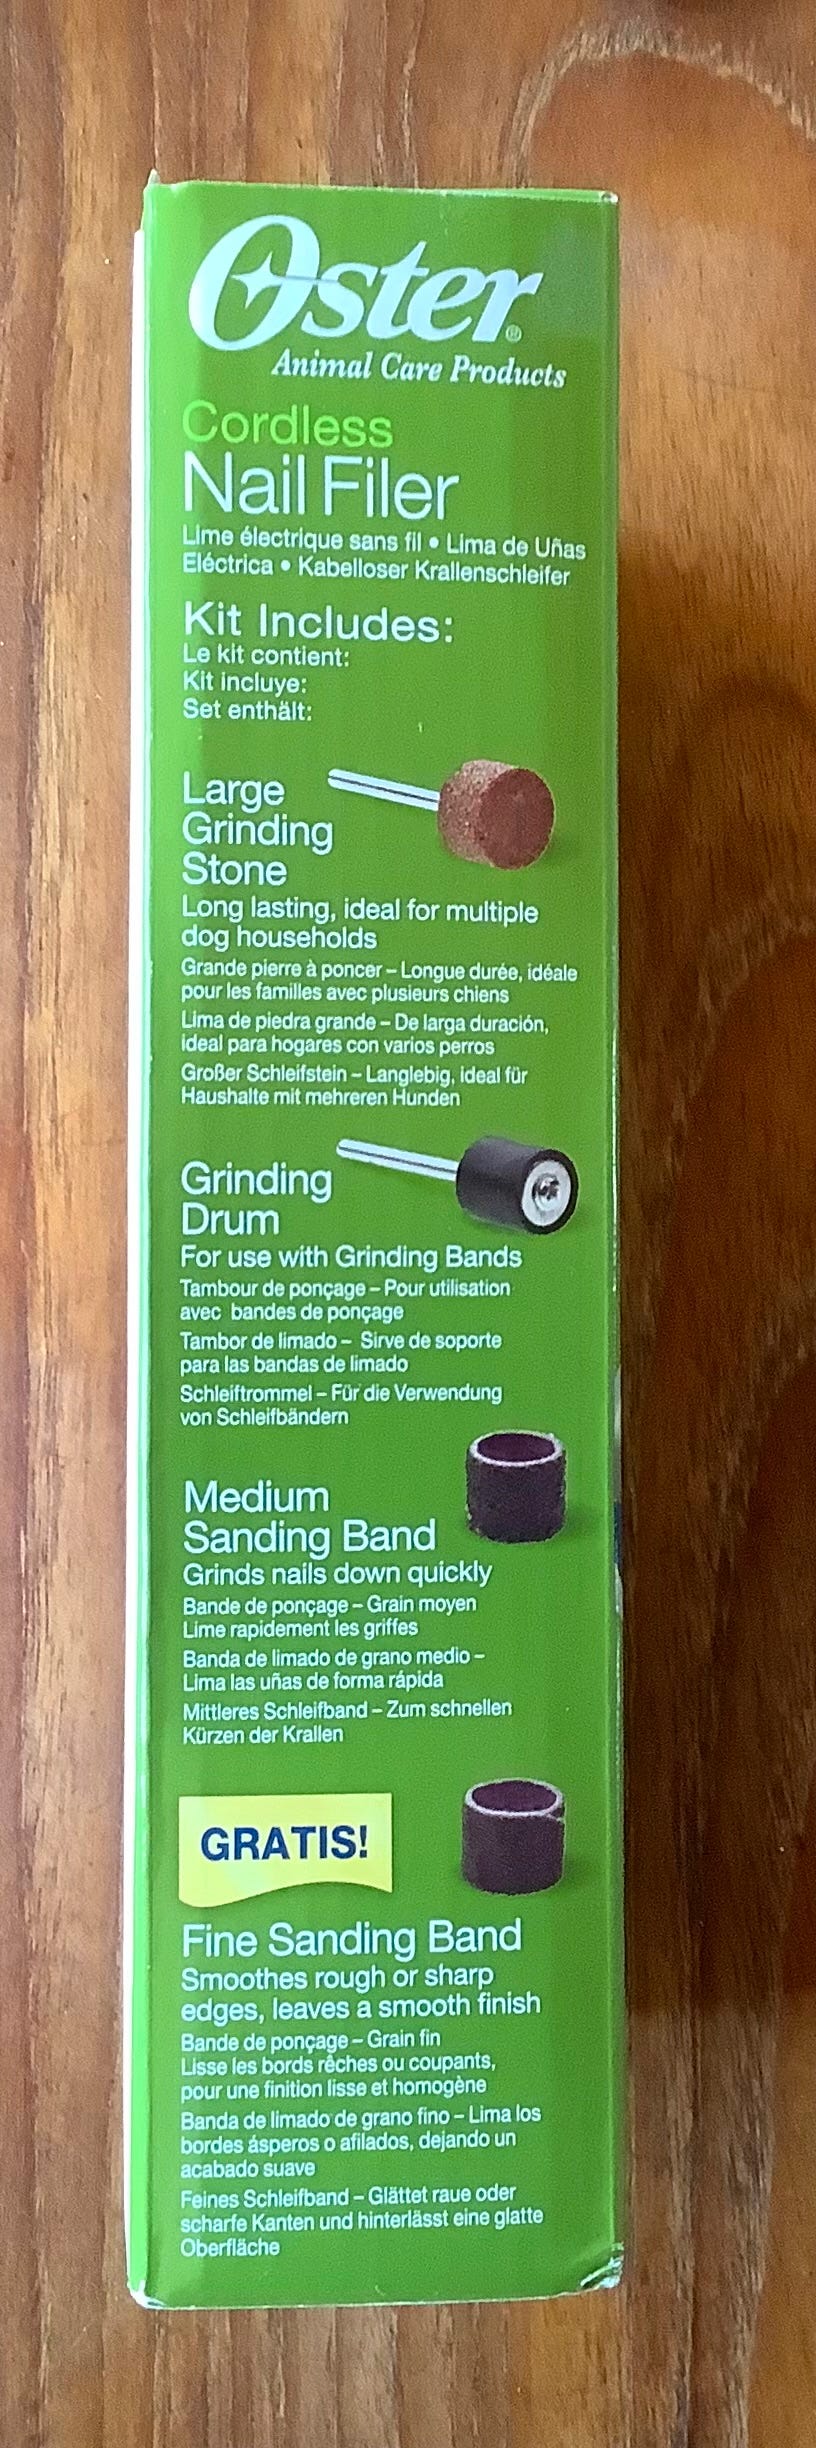 Oster®
Animal Care Products
Cordless
Nail Filer
Lime électrique sans fil • Lima de Uñas
Eléctrica • Kabelloser Krallenschleifer
Kit Includes:
Le kit contient:
Kit incluye:
Set enthält:
Large
Grinding
Stone
Long lasting, ideal for multiple
dog households
Grande pierre à poncer – Longue durée, idéale
pour les familles avec plusieurs chiens
Lima de piedra grande – De larga duración,
ideal para hogares con varios perros
Großer Schleifstein – Langlebig, ideal für
Haushalte mit mehreren Hunden
Grinding
Drum
For use with Grinding Bands
Tambour de ponçage – Pour utilisation
avec bandes de ponçage
Tambor de limado – Sirve de soporte
para las bandas de limado
Schleiftrommel – Für die Verwendung
von Schleifbändern
Medium
Sanding Band
Grinds nails down quickly
Bande de ponçage – Grain moyen
Lime rapidement les griffes
Banda de limado de grano medio –
Lima las uñas de forma rápida
Mittleres Schleifband – Zum schnellen
Kürzen der Krallen
GRATIS!
Fine Sanding Band
Smoothes rough or sharp
edges, leaves a smooth finish
Bande de ponçage – Grain fin
Lisse les bords rêches ou coupants,
pour une finition lisse et homogène
Banda de limado de grano fino – Lima los
bordes ásperos o afilados, dejando un
acabado suave
Feines Schleifband – Glättet raue oder
scharfe Kanten und hinterlässt eine glatte
Oberfläche